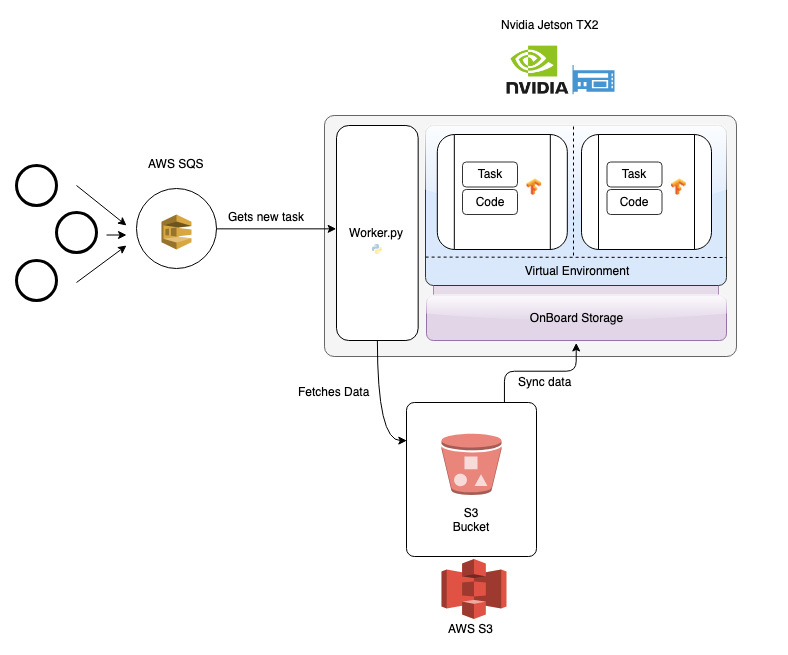 Nvidia Jetson TX2
NVIDIA
AWS SQS
Gets new task
Worker.py
Task
Code
Task
Code
Virtual Environment
OnBoard Storage
Fetches Data
Sync data
S3
Bucket
AWS S3